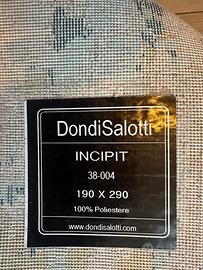 DondiSalotti
INCIPIT
38-004
190 X 290
100% Poliestere
www.dondisalotti.com